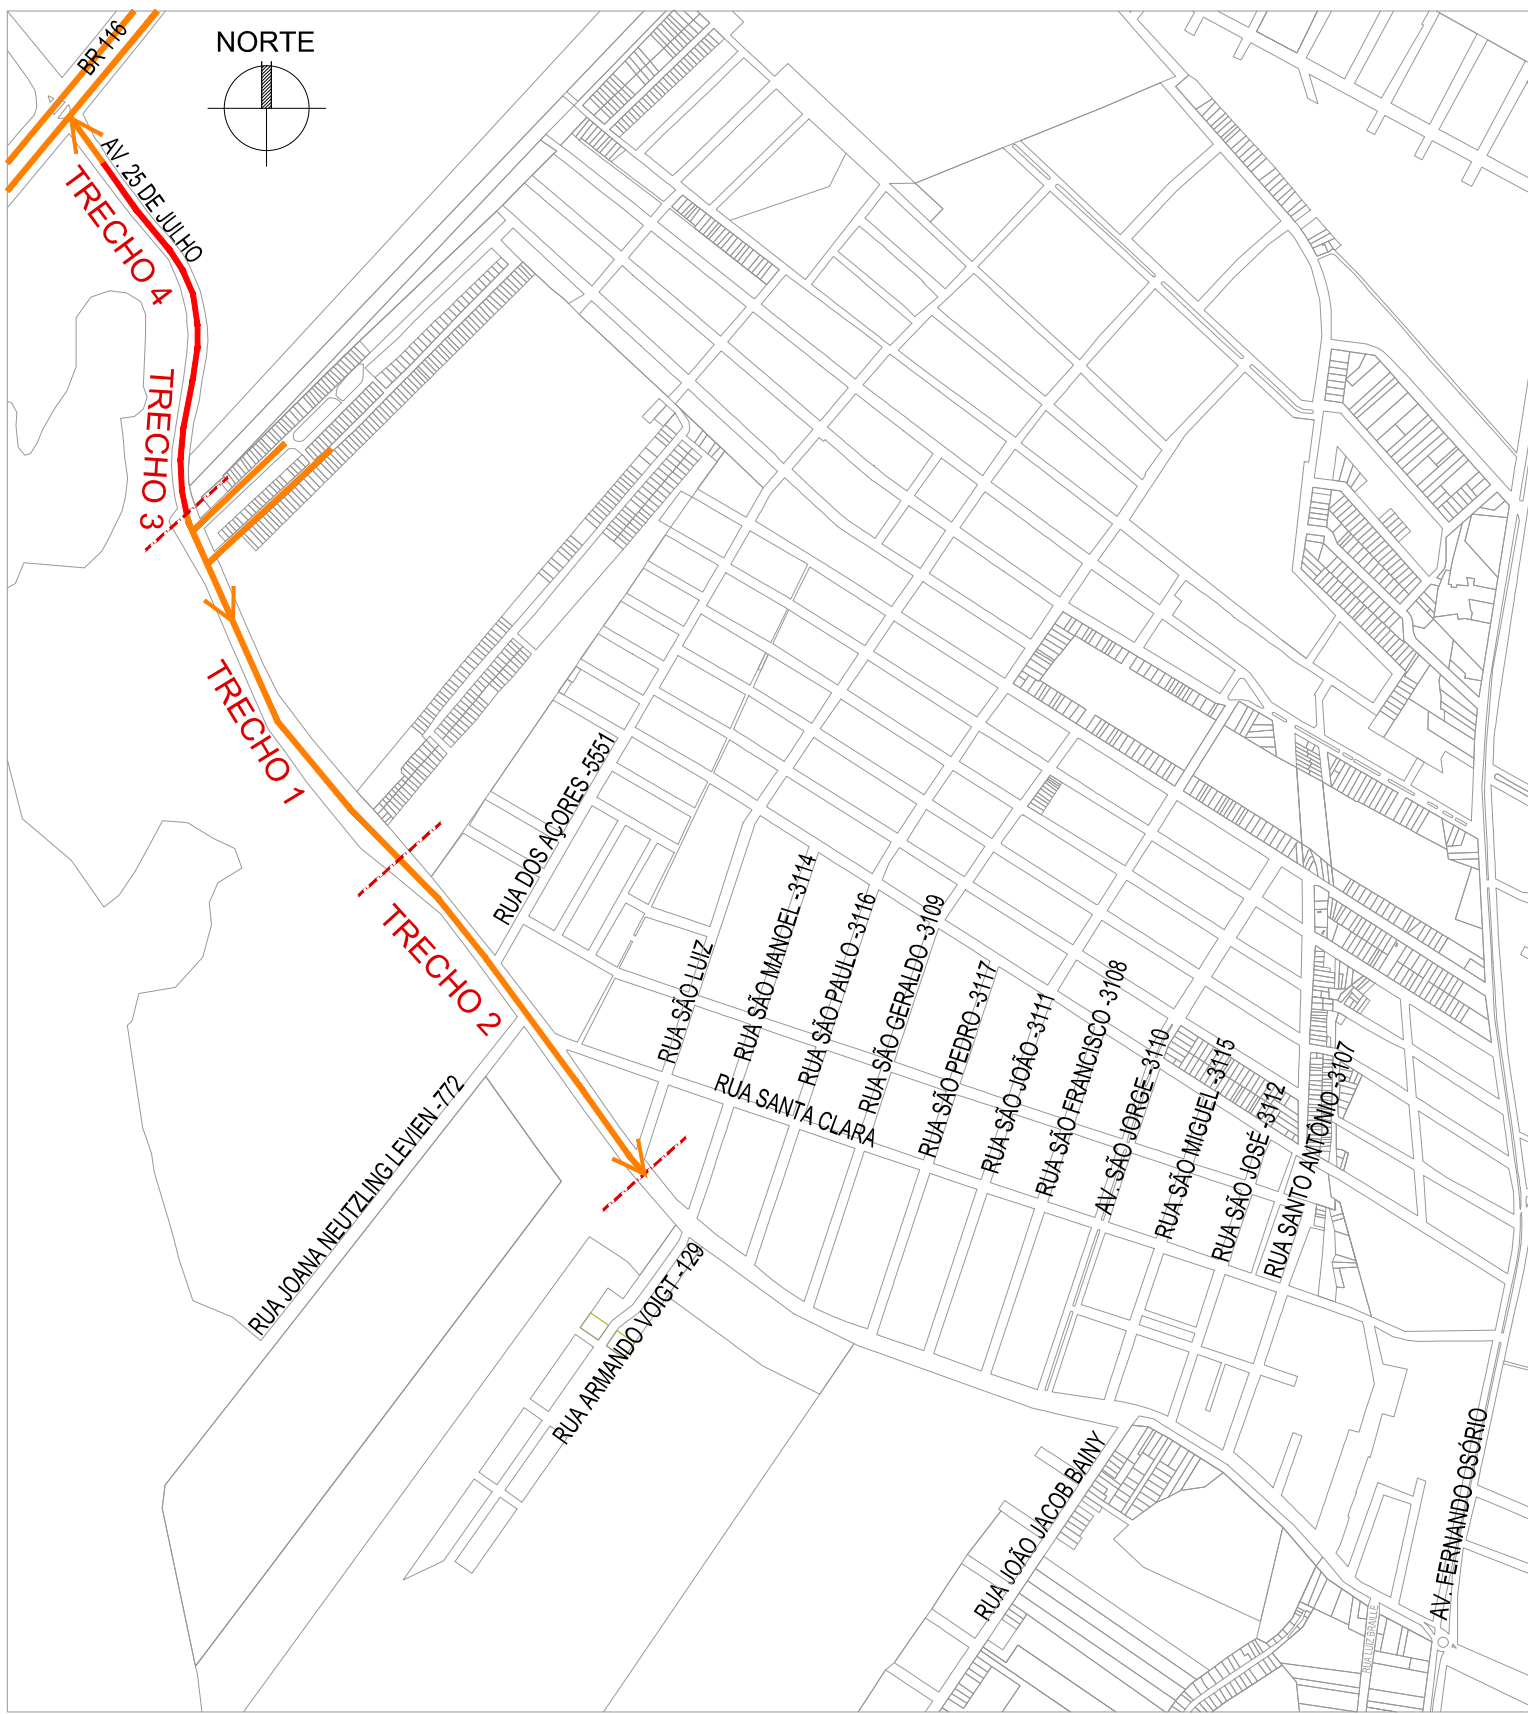 BR 116
NORTE
AV. 25 DE JULHO
TRECHO 4
TRECHO 3
TRECHO 1
TRECHO 2
RUA DOS AÇORES -5551
RUA SÃO LUIZ
RUA SÃO MANOEL -3114
RUA SÃO PAULO -3116
RUA SÃO GERALDO -3109
RUA SÃO PEDRO -3117
RUA SÃO JOÃO -3111
RUA SÃO FRANCISCO -3108
AV. SÃO JORGE -3110
RUA SÃO MIGUEL -3115
RUA SÃO JOSÉ -3112
RUA SANTO ANTÔNIO -3107
RUA SANTA CLARA
RUA JOANA NEUTZLING LEVIEN -772
RUA ARMANDO VOIGT -129
RUA JOÃO JACOB BAINY
AV. FERNANDO OSÓRIO
RUA LUIZ BRAILLE